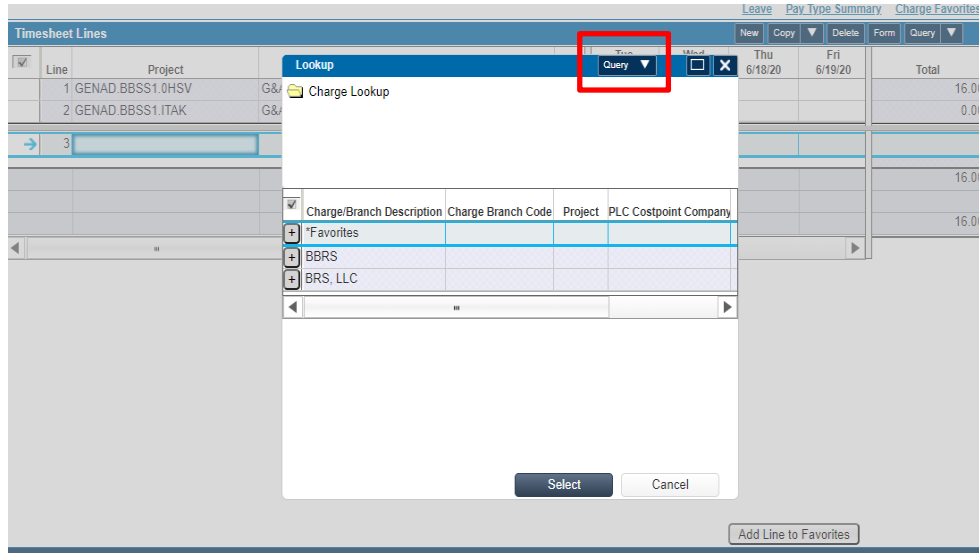 Leave Pay Type Summary Charge Favorites
Timesheet Lines New Copy Delete Form Query
Line Project Tue Wed Thu 6/18/20 Fri 6/19/20 Total
1 GENAD.BBSS1.0HSV G&
2 GENAD.BBSS1.ITAK G&
3
16.0
0.0
16.0
16.0
Lookup Query
Charge Lookup
Charge/Branch Description Charge Branch Code Project PLC Costpoint Company
*Favorites
BBRS
BRS, LLC
Select Cancel
Add Line to Favorites